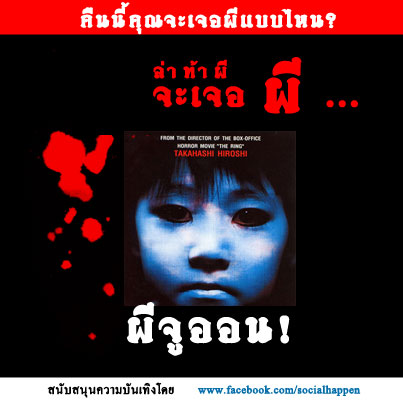 คืนนี้คุณจะเจอผีแบบไหน?
ล่าท้าผี
จะเจอ ผี ...
FROM THE DIRECTOR OF THE BOX-OFFICE
HORROR MOVIE "THE RING"
TAKAHASHI HIROSHI
ผีจูออน!
สนับสนุนความบันเทิงโดย www.facebook.com/socialhappen